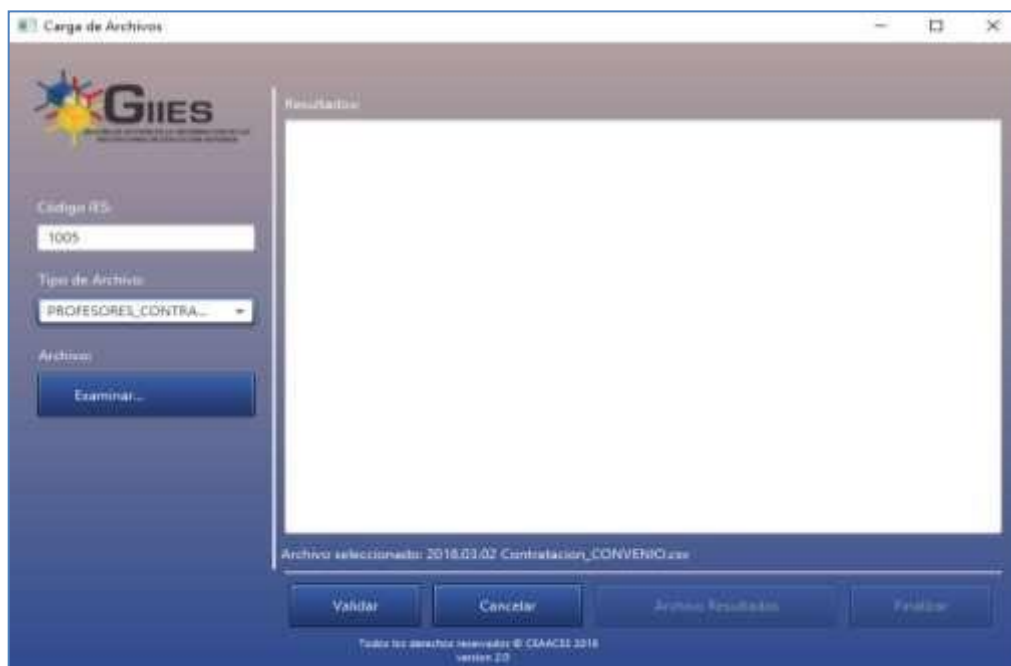 Carga de Archivos
GIIES
Resultados:
Código IES:
1005
Tipo de Archivo:
PROFESORES_CONTRA...
Archivo:
Examinar...
Archivo seleccionado: 2018.03.02 Contratacion_CONVENIO.csv
Validar
Cancelar
Archivo Resultados
Finalizar
Todos los derechos reservados © CEAACES 2018
version 2.0